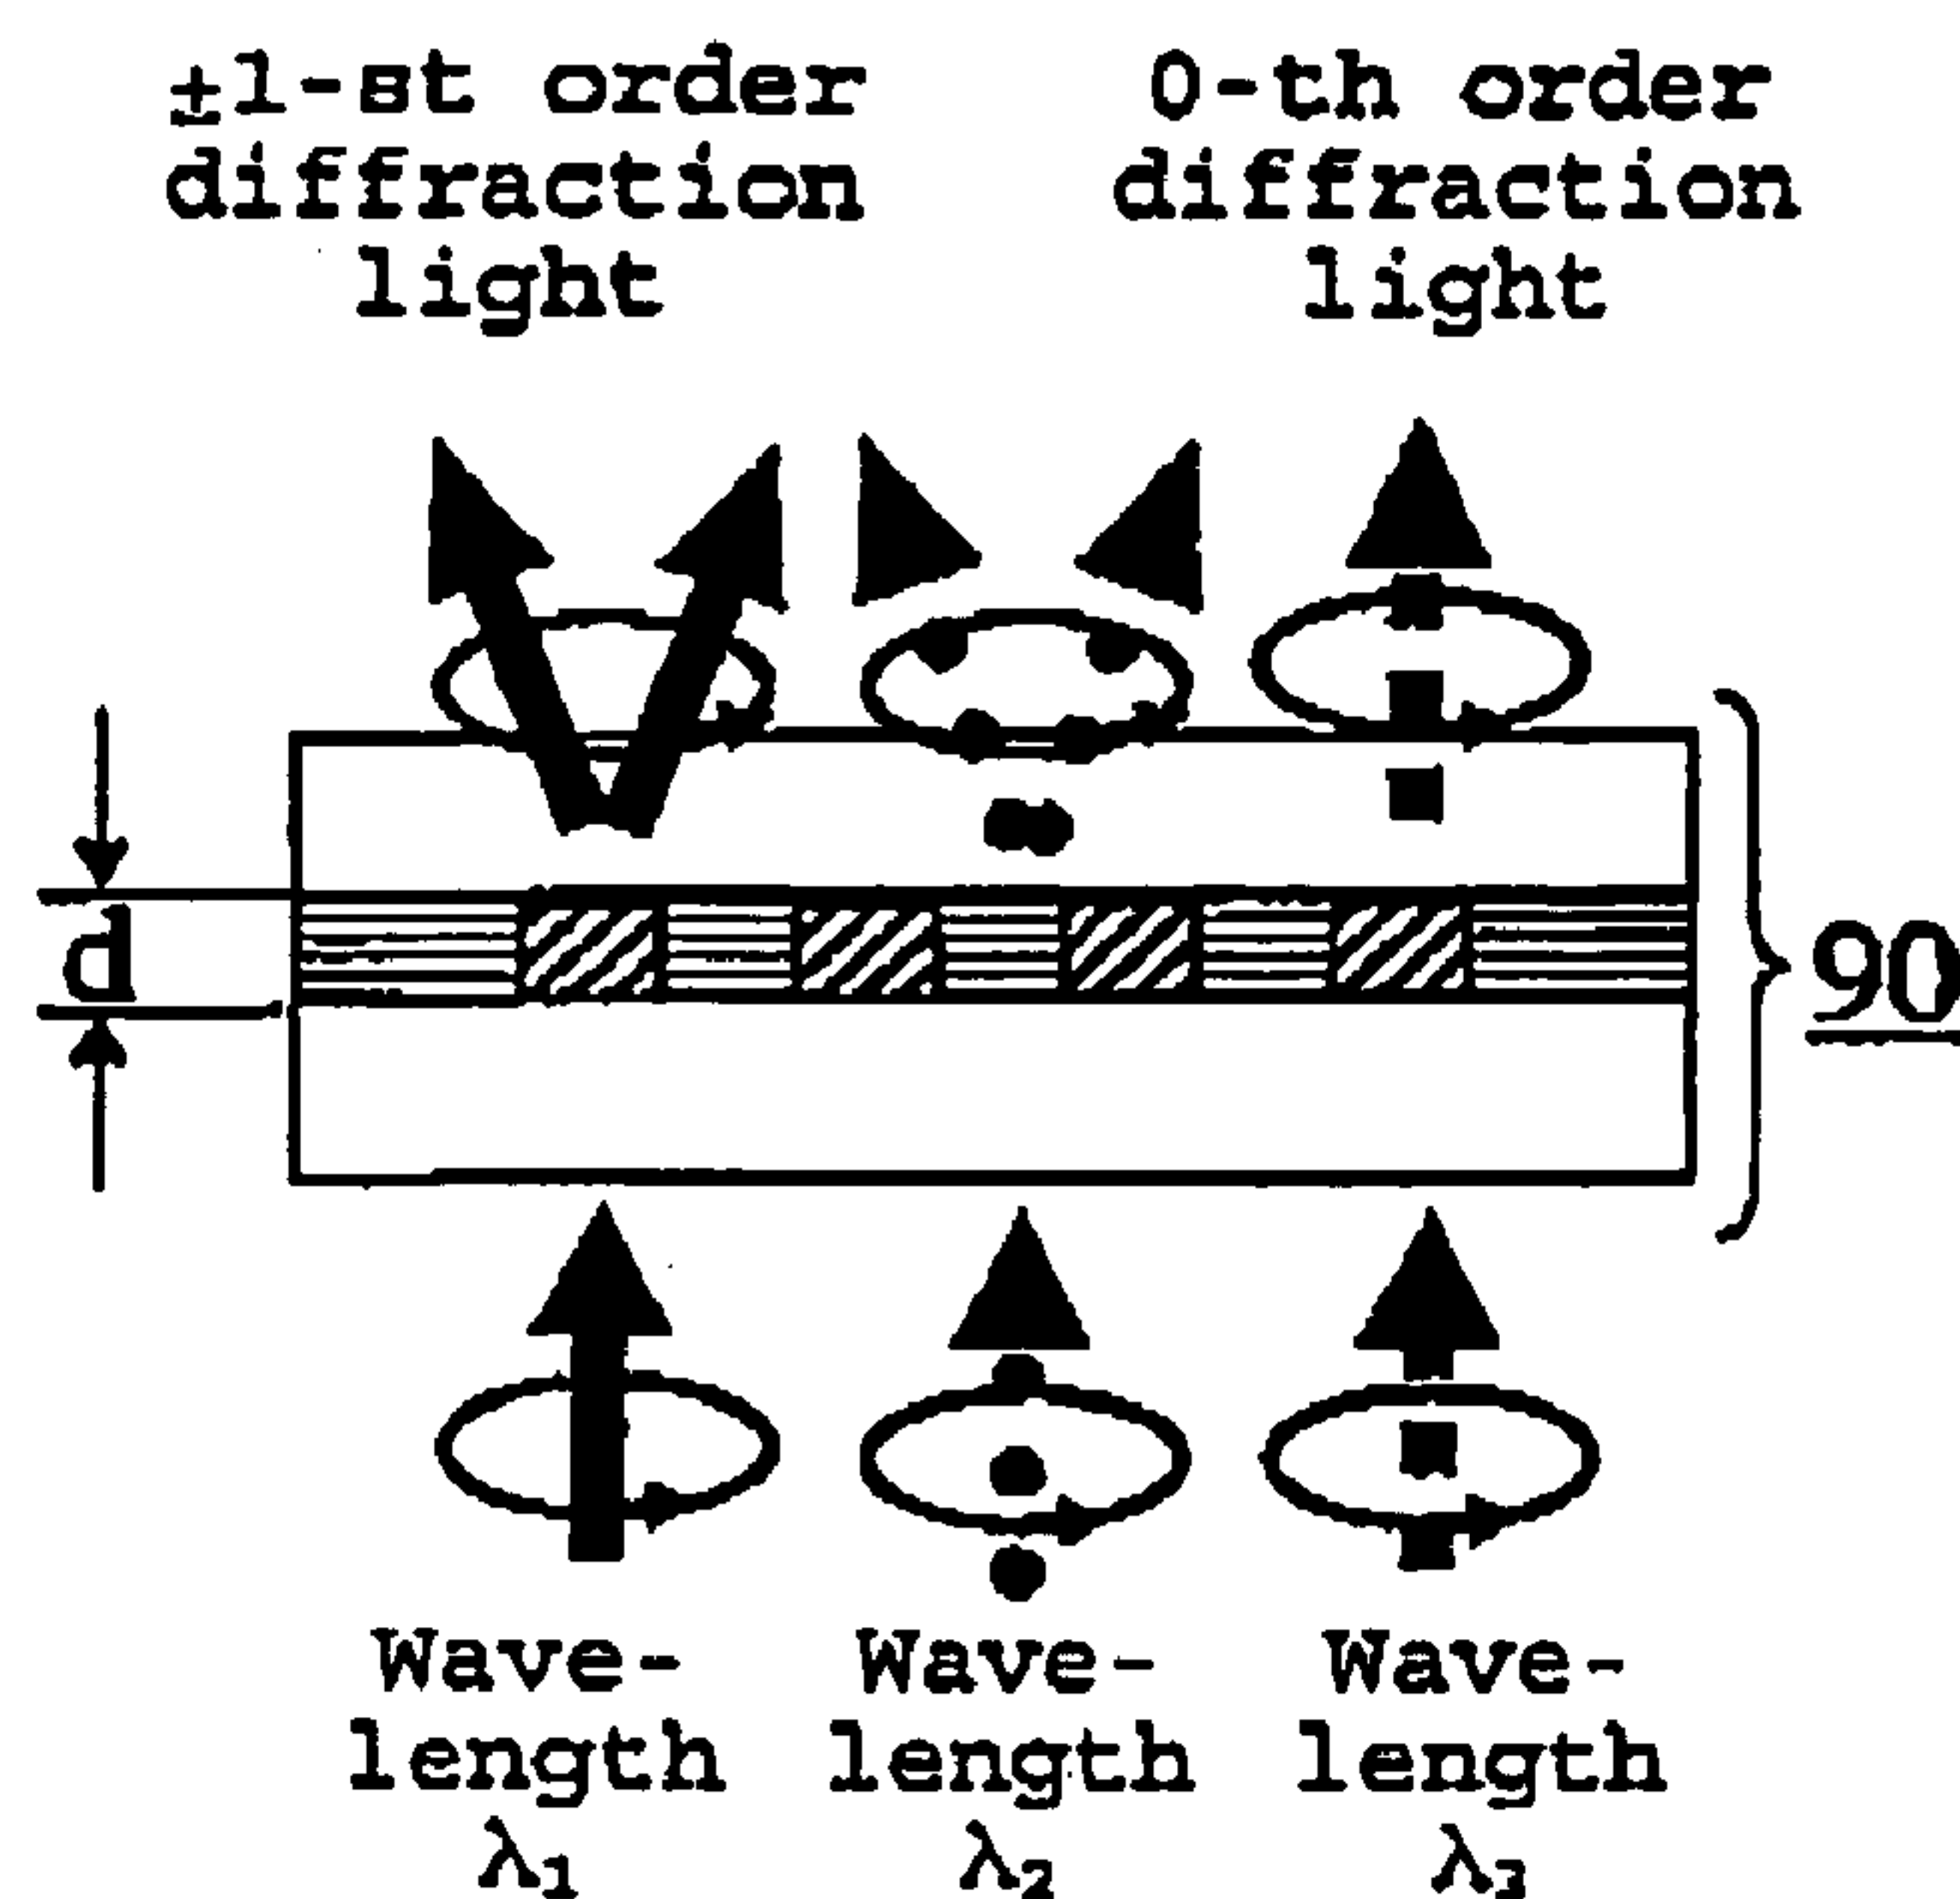 ±1-st order
diffraction
light
0-th order
diffraction
light
d
90
Wave-
length
λ1
Wave-
length
λ2
Wave-
length
λ3